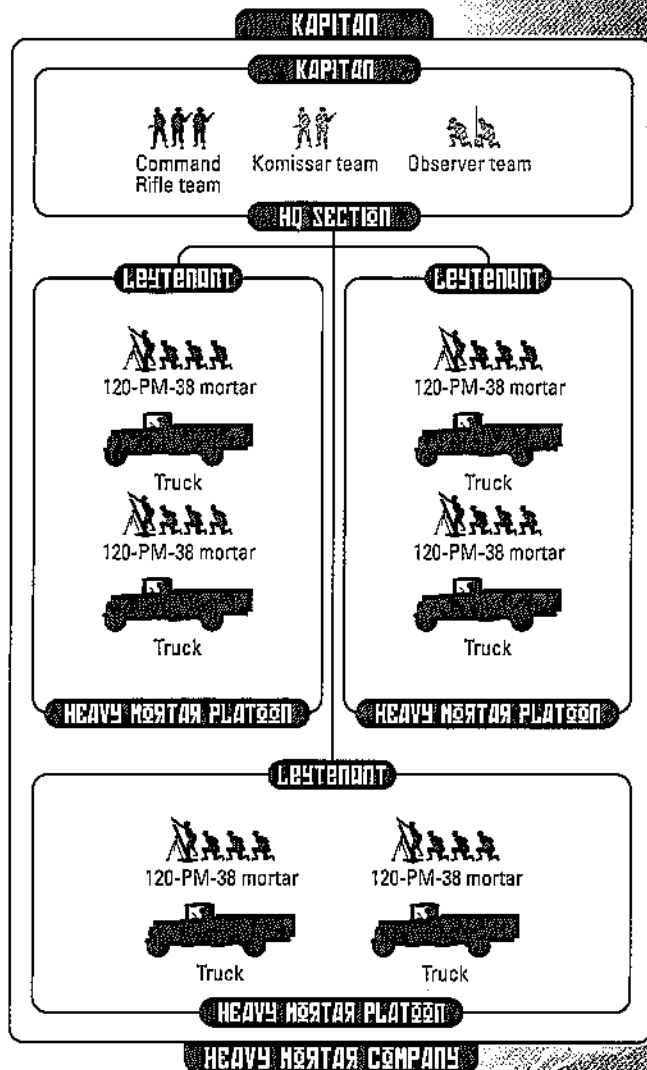 KAPITAN
KAPITAN
Command Rifle team
Komissar team
Observer team
HQ SECTION
LEYTENANT
120-PM-38 mortar
Truck
120-PM-38 mortar
Truck
HEAVY MORTAR PLATOON
LEYTENANT
120-PM-38 mortar
Truck
120-PM-38 mortar
Truck
HEAVY MORTAR PLATOON
LEYTENANT
120-PM-38 mortar
120-PM-38 mortar
Truck
Truck
HEAVY MORTAR PLATOON
HEAVY MORTAR COMPANY